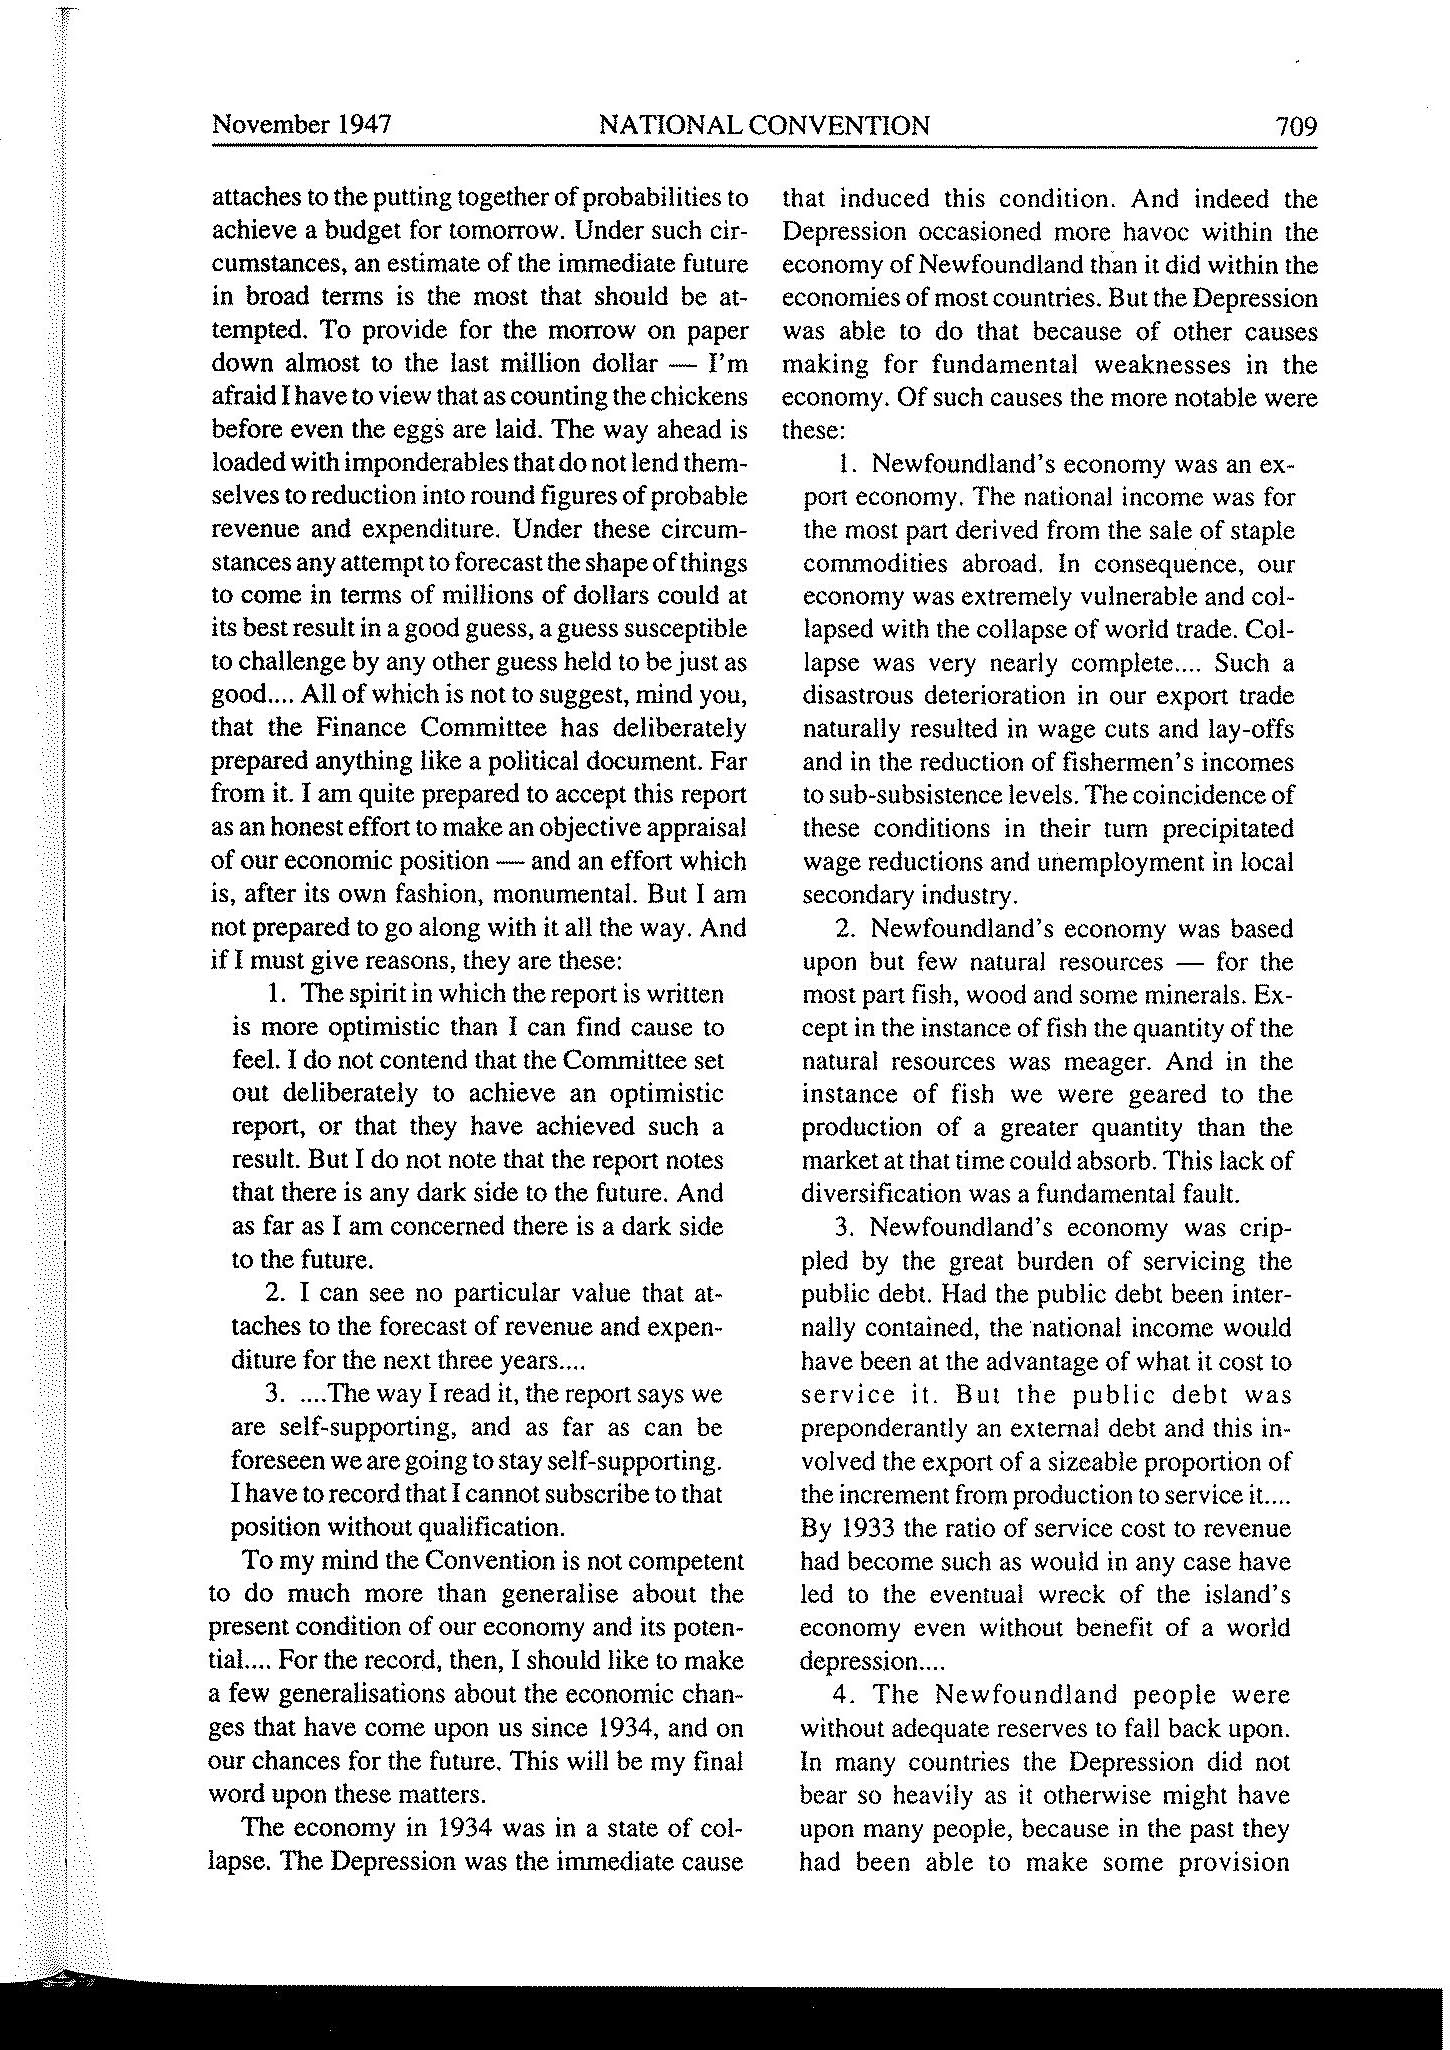 November 1947 NATIONAL CONVENTION 709
attaches to the putting together of probabilities to
achieve a budget for tomorrow. Under such cir-
cumstances, an estimate of the immediate future
in broad terms is the most that should be at-
tempted. To provide for the morrow on paper
down almost to the last million dollar — I'm
afraid I have to view that as counting the chickens
before even the eggs are laid. The way ahead is
loaded with imponderables that do not lend them-
selves to reduction into round figures of probable
revenue and expenditure. Under these circum-
stances any attempt to forecast the shape of things
to come in terms of millions of dollars could at
its best result in a good guess, a guess susceptible
to challenge by any other guess held to be just as
good.... All of which is not to suggest, mind you,
that the Finance Committee has deliberately
prepared anything like a political document. Far
from it. I am quite prepared to accept this report
as an honest effort to make an objective appraisal
of our economic position — and an effort which
is, after its own fashion, monumental. But I am
not prepared to go along with it all the way. And
if I must give reasons, they are these:
1. The spirit in which the report is written
is more optimistic than I can find cause to
feel. I do not contend that the Committee set
out deliberately to achieve an optimistic
report, or that they have achieved such a
result. But I do not note that the report notes
that there is any dark side to the future. And
as far as I am concerned there is a dark side
to the future.
2. I can see no particular value that at-
taches to the forecast of revenue and expen-
diture for the next three years....
3. ....The way I read it, the report says we
are self-supporting, and as far as can be
foreseen we are going to stay self-supporting.
I have to record that I cannot subscribe to that
position without qualification.
To my mind the Convention is not competent
to do much more than generalise about the
present condition of our economy and its poten-
tial.... For the record, then, I should like to make
a few generalisations about the economic chan-
ges that have come upon us since 1934, and on
our chances for the future. This will be my final
word upon these matters.
The economy in 1934 was in a state of col-
lapse. The Depression was the immediate cause
that induced this condition. And indeed the
Depression occasioned more havoc within the
economy of Newfoundland than it did within the
economies of most countries. But the Depression
was able to do that because of other causes
making for fundamental weaknesses in the
economy. Of such causes the more notable were
these:
1. Newfoundland's economy was an ex-
port economy. The national income was for
the most part derived from the sale of staple
commodities abroad. In consequence, our
economy was extremely vulnerable and col-
lapsed with the collapse of world trade. Col-
lapse was very nearly complete.... Such a
disastrous deterioration in our export trade
naturally resulted in wage cuts and lay-offs
and in the reduction of fishermen's incomes
to sub-subsistence levels. The coincidence of
these conditions in their turn precipitated
wage reductions and unemployment in local
secondary industry.
2. Newfoundland's economy was based
upon but few natural resources — for the
most part fish, wood and some minerals. Ex-
cept in the instance of fish the quantity of the
natural resources was meager. And in the
instance of fish we were geared to the
production of a greater quantity than the
market at that time could absorb. This lack of
diversification was a fundamental fault.
3. Newfoundland's economy was crip-
pled by the great burden of servicing the
public debt. Had the public debt been inter-
nally contained, the national income would
have been at the advantage of what it cost to
service it. But the public debt was
preponderantly an external debt and this in-
volved the export of a sizeable proportion of
the increment from production to service it....
By 1933 the ratio of service cost to revenue
had become such as would in any case have
led to the eventual wreck of the island's
economy even without benefit of a world
depression....
4. The Newfoundland people were
without adequate reserves to fall back upon.
In many countries the Depression did not
bear so heavily as it otherwise might have
upon many people, because in the past they
had been able to make some provision